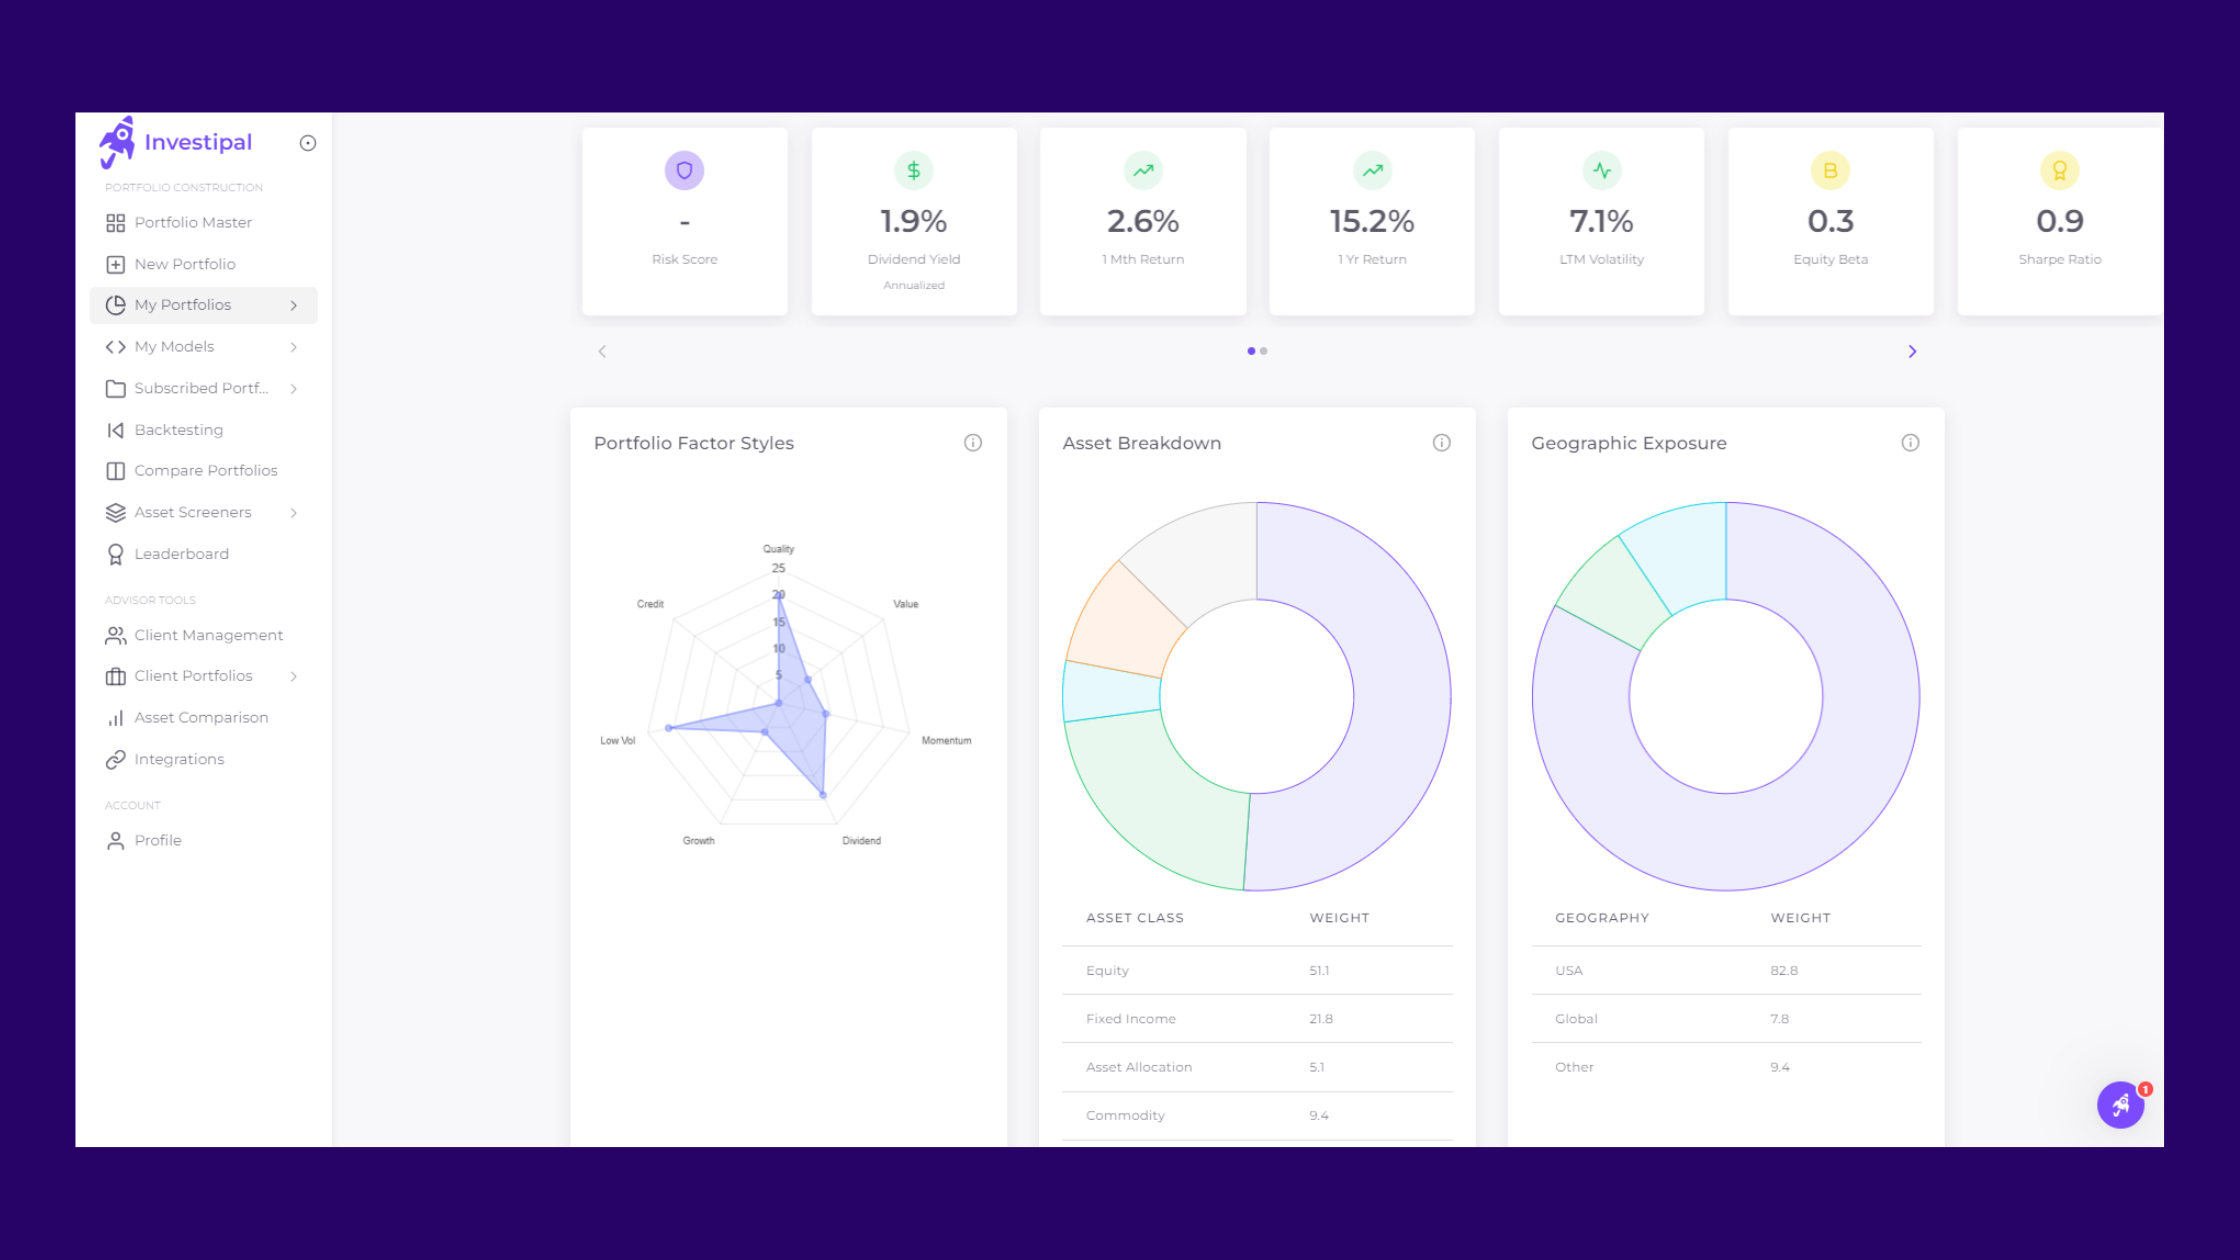 Investipal
PORTFOLIO CONSTRUCTION
Portfolio Master
New Portfolio
My Portfolios
My Models
Subscribed Portf...
Backtesting
Compare Portfolios
Asset Screeners
Leaderboard
ADVISOR TOOLS
Client Management
Client Portfolios
Asset Comparison
Integrations
ACCOUNT
Profile
-
Risk Score
$
1.9%
Dividend Yield
Annualized
2.6%
1 Mth Return
15.2%
1 Yr Return
7.1%
LTM Volatility
B
0.3
Equity Beta
0.9
Sharpe Ratio
Portfolio Factor Styles
Quality
25
20
15
10
5
Credit
Value
Low Vol
Momentum
Growth
Dividend
Asset Breakdown
ASSET CLASS WEIGHT
Equity 51.1
Fixed Income 21.8
Asset Allocation 5.1
Commodity 9.4
Geographic Exposure
GEOGRAPHY WEIGHT
USA 82.8
Global 7.8
Other 9.4
1